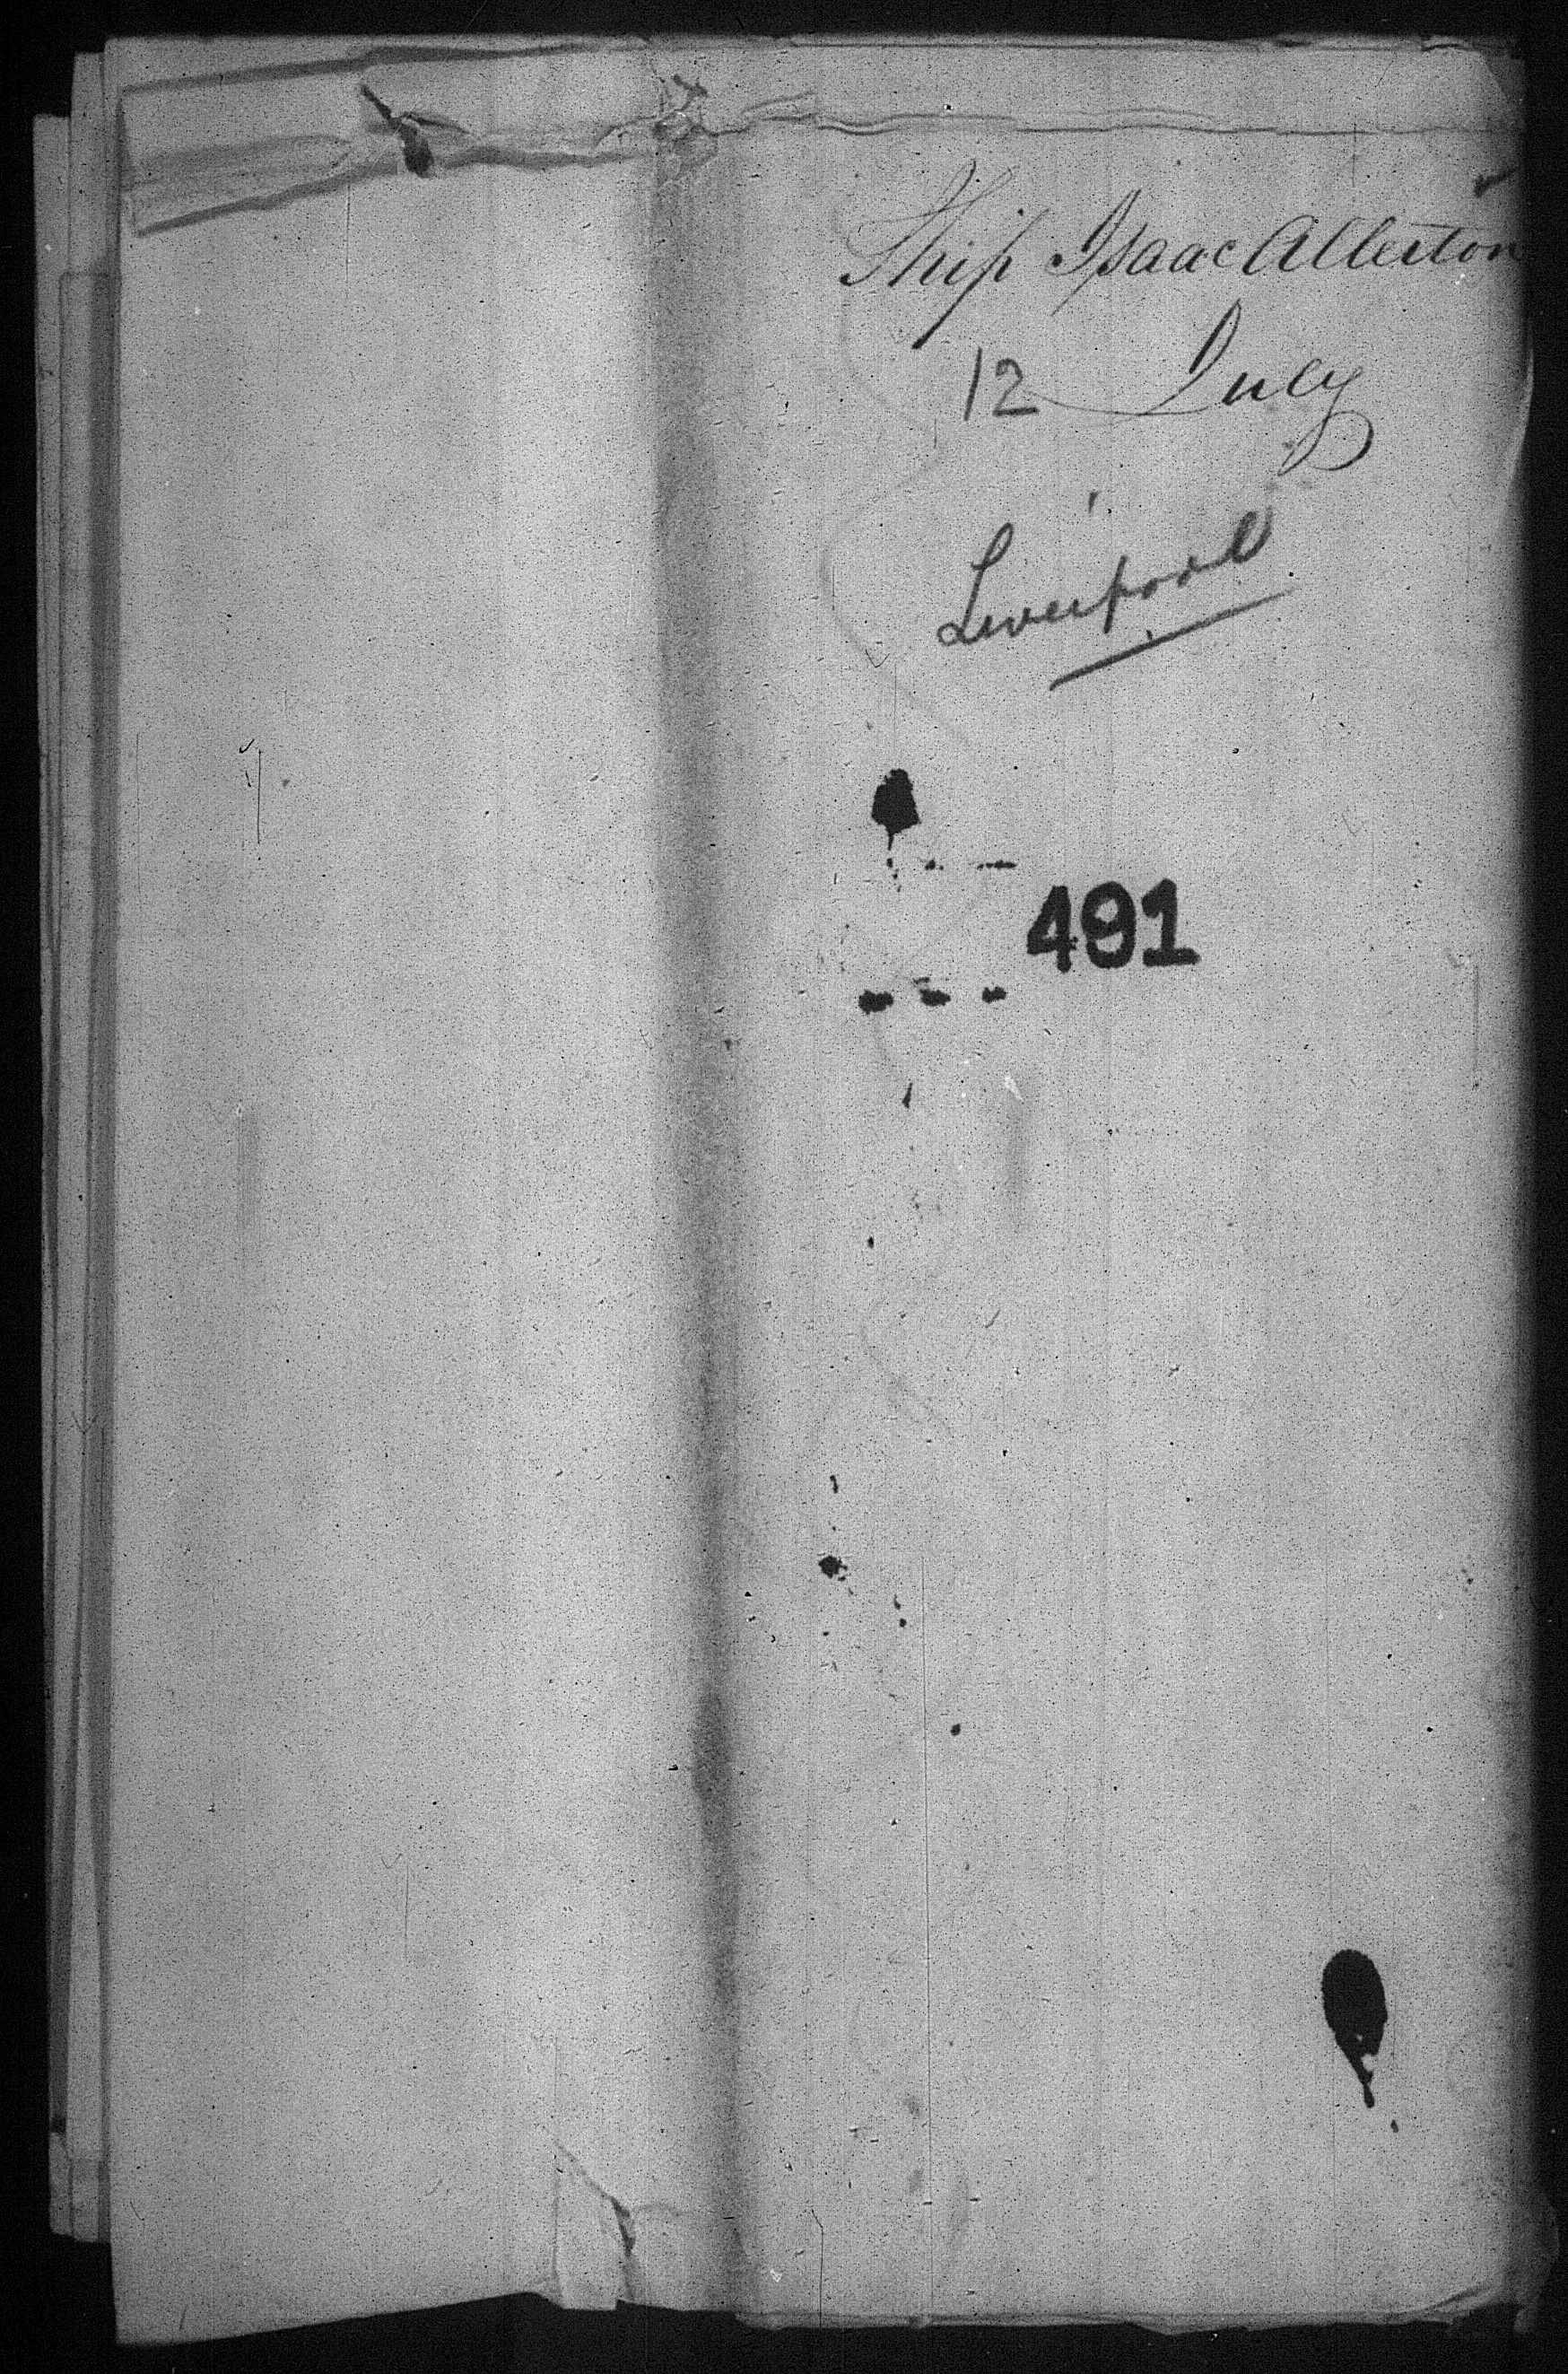 Ship Isaac Allerton
12 July
Liverpool
491